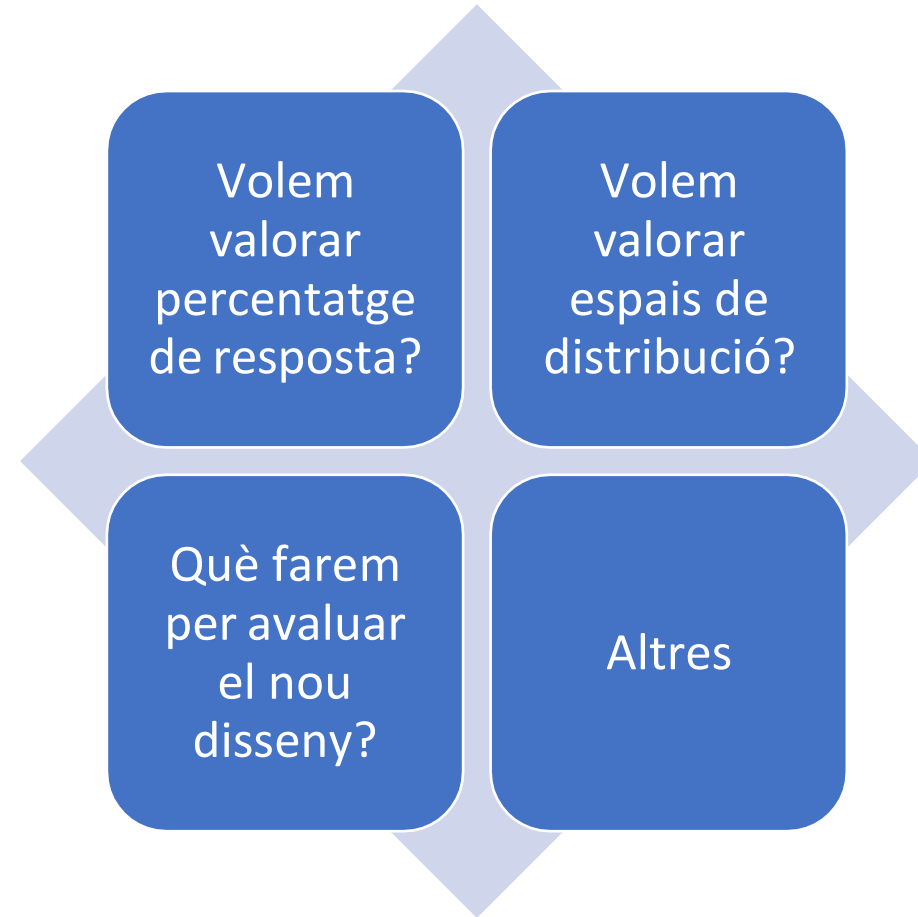 Volem
valorar
percentatge
de resposta?
Volem
valorar
espais de
distribució?
Què farem
per avaluar
el nou
disseny?
Altres